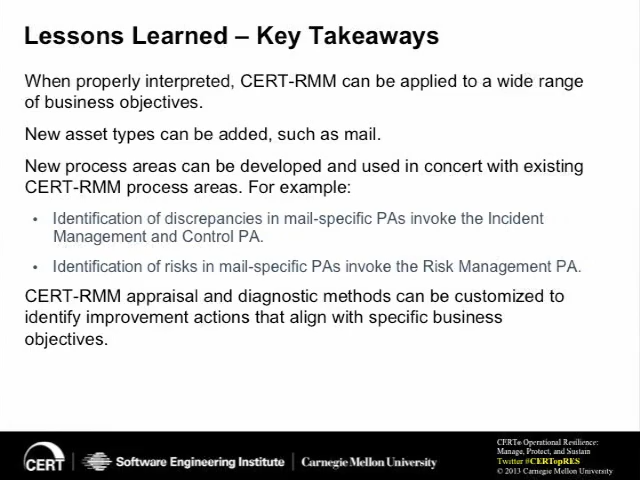 Lessons Learned – Key Takeaways
When properly interpreted, CERT-RMM can be applied to a wide range
of business objectives.
New asset types can be added, such as mail.
New process areas can be developed and used in concert with existing
CERT-RMM process areas. For example:
• Identification of discrepancies in mail-specific PAs invoke the Incident
Management and Control PA.
• Identification of risks in mail-specific PAs invoke the Risk Management PA.
CERT-RMM appraisal and diagnostic methods can be customized to
identify improvement actions that align with specific business
objectives.
CERT | Software Engineering Institute | Carnegie Mellon University
CERT® Operational Resilience:
Manage, Protect, and Sustain
Twitter #CERTopRES
© 2013 Carnegie Mellon University